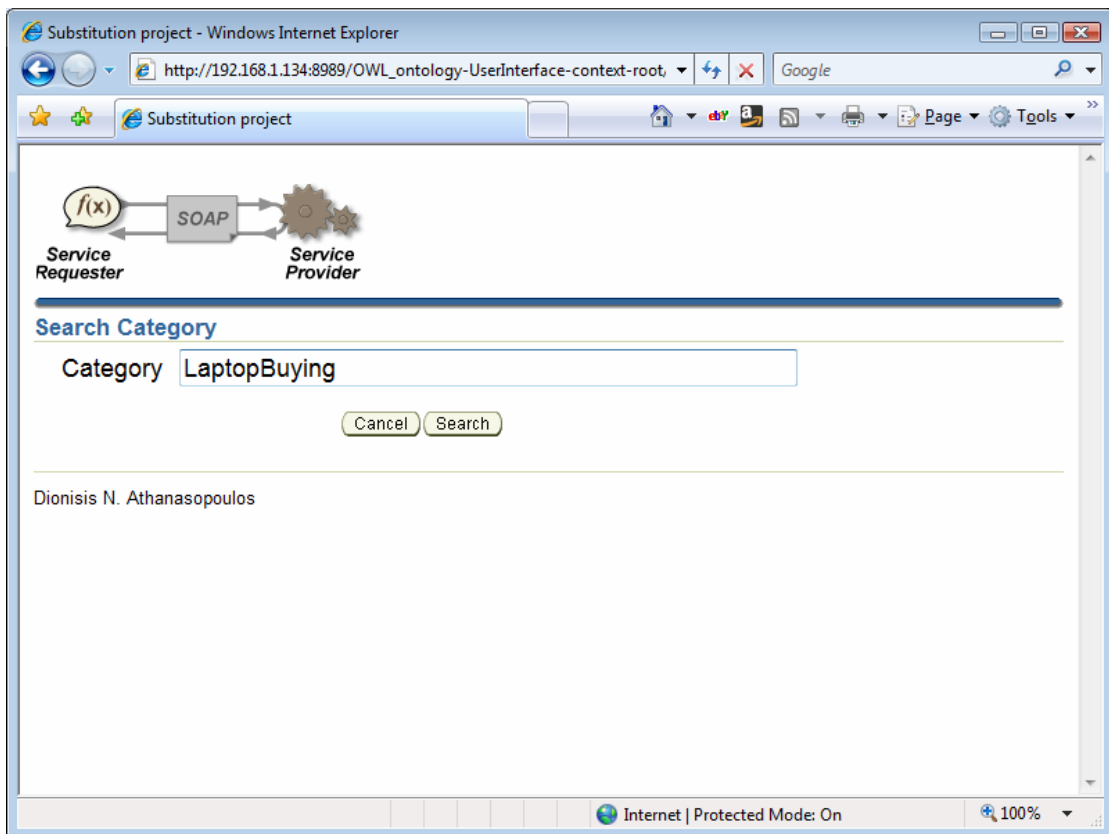 Substitution project - Windows Internet Explorer
http://192.168.1.134:8989/OWL_ontology-UserInterface-context-root,
Google
Substitution project
ebY
a
Page
Tools
»
f(x)
SOAP
Service Requester
Service Provider
Search Category
Category LaptopBuying
Cancel Search
Dionisis N. Athanasopoulos
Internet | Protected Mode: On
100%